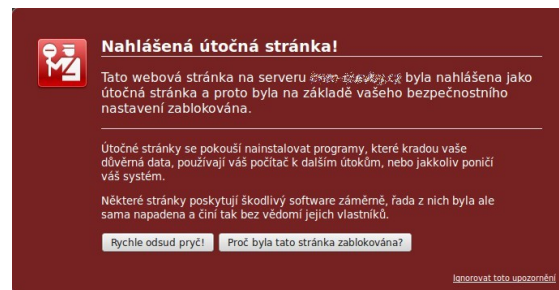 Nahlášená útočná stránka!
Tato webová stránka na serveru byla nahlášena jako
útočná stránka a proto byla na základě vašeho bezpečnostního
nastavení zablokována.
Útočné stránky se pokouší nainstalovat programy, které kradou vaše
důvěrná data, používají váš počítač k dalším útokům, nebo jakkoliv poničí
váš systém.
Některé stránky poskytují škodlivý software záměrně, řada z nich byla ale
sama napadena a činí tak bez vědomí jejich vlastníků.
Rychle odsud pryč! Proč byla tato stránka zablokována?
Ignorovat toto upozornění